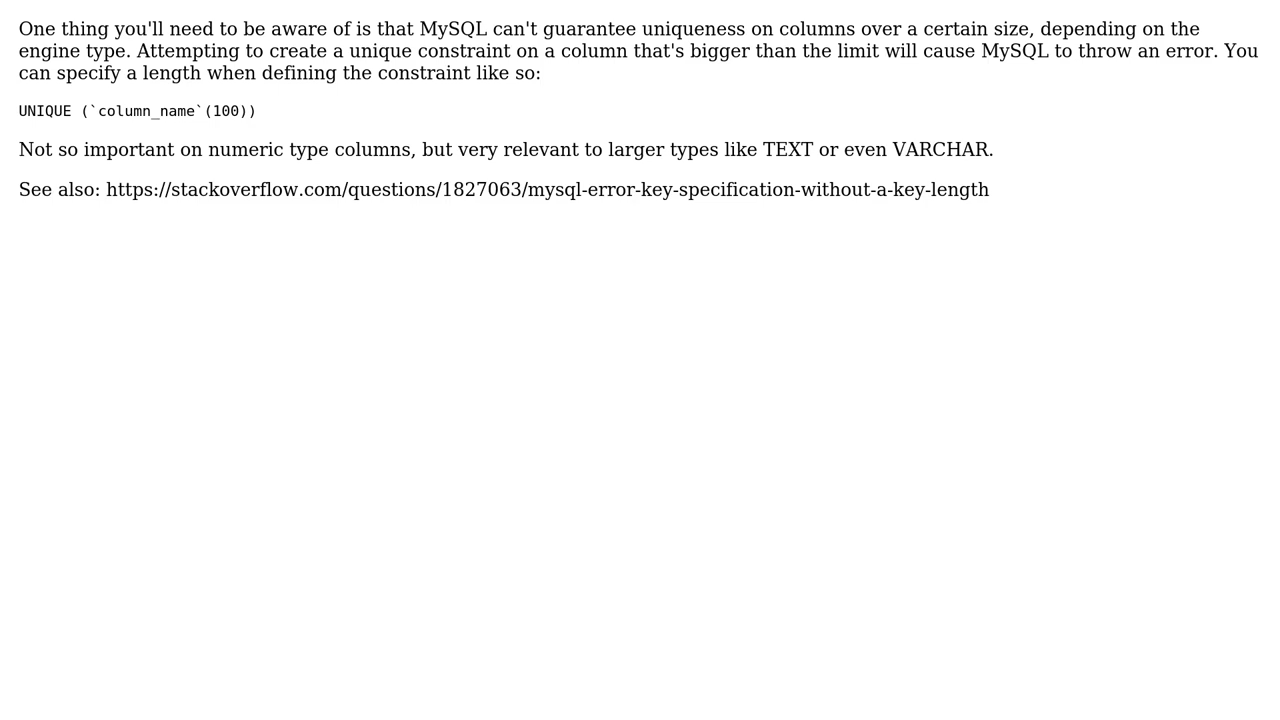 One thing you'll need to be aware of is that MySQL can't guarantee uniqueness on columns over a certain size, depending on the
engine type. Attempting to create a unique constraint on a column that's bigger than the limit will cause MySQL to throw an error. You
can specify a length when defining the constraint like so:
UNIQUE (`column_name`(100))
Not so important on numeric type columns, but very relevant to larger types like TEXT or even VARCHAR.
See also: https://stackoverflow.com/questions/1827063/mysql-error-key-specification-without-a-key-length